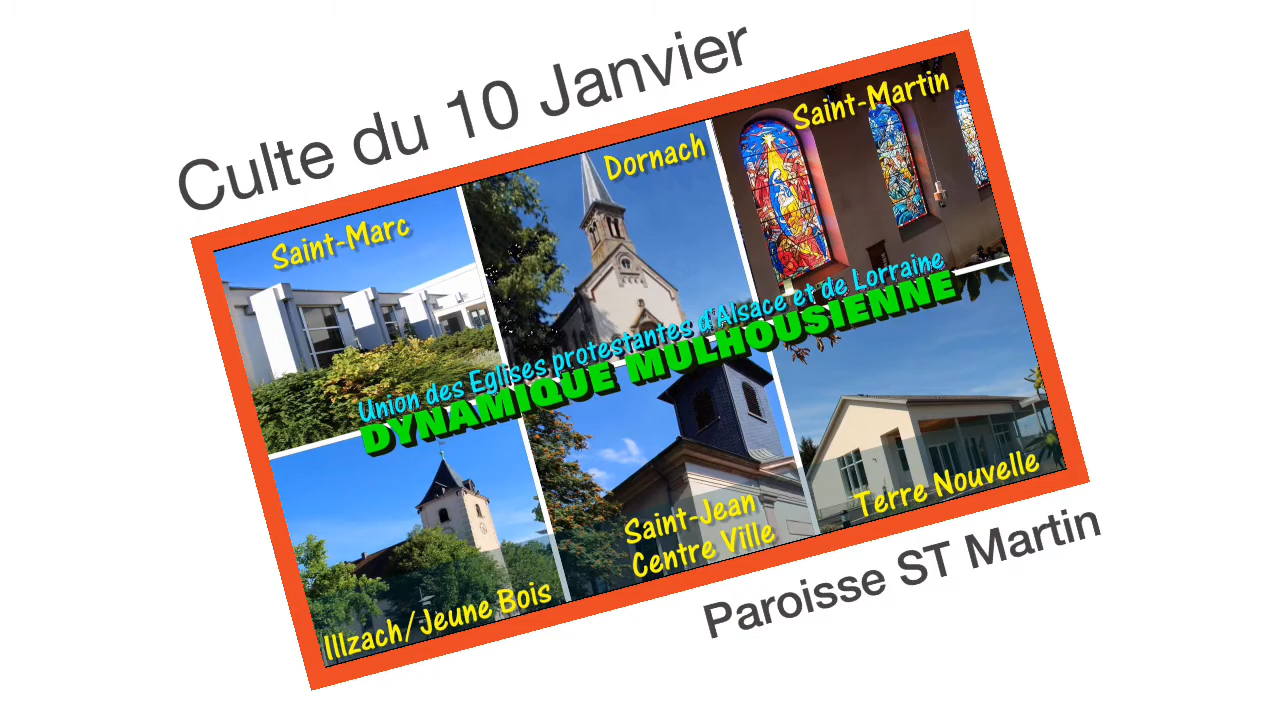 Culte du 10 Janvier
Saint-Marc
Dornach
Saint-Martin
Union des Eglises protestantes d'Alsace et de Lorraine
DYNAMIQUE MULHOUSIENNE
Illzach/Jeune Bois
Saint-Jean
Centre Ville
Terre Nouvelle
Paroisse ST Martin